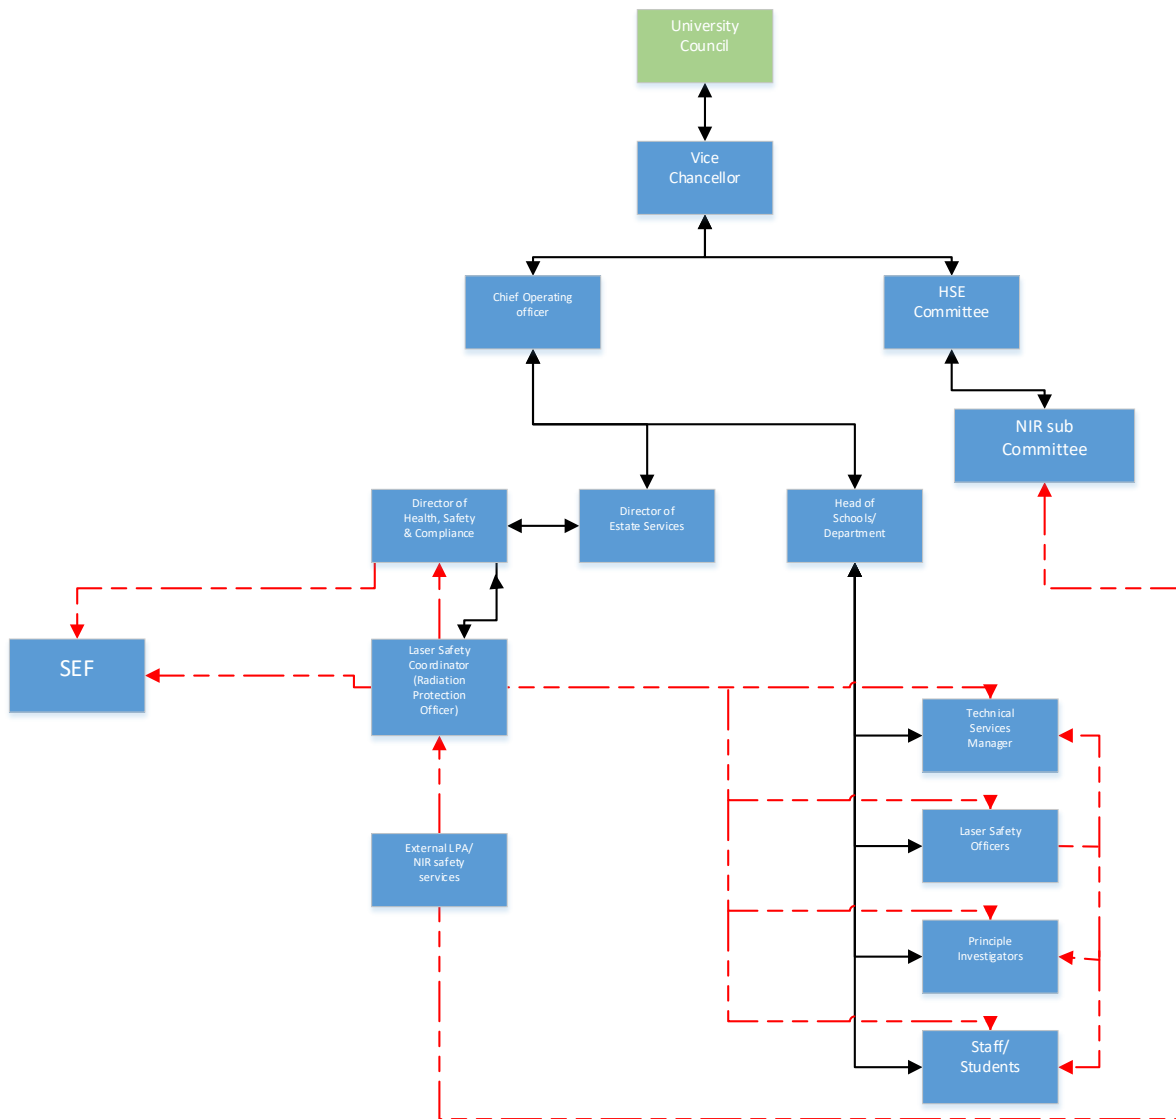 University
Council
Vice
Chancellor
Chief Operating
officer
HSE
Committee
NIR sub
Committee
Director of
Health, Safety
& Compliance
Director of
Estate Services
Head of
Schools/
Department
SEF
Laser Safety
Coordinator
(Radiation
Protection
Officer)
Technical
Services
Manager
Laser Safety
Officers
External LPA/
NIR safety
services
Principle
Investigators
Staff/
Students